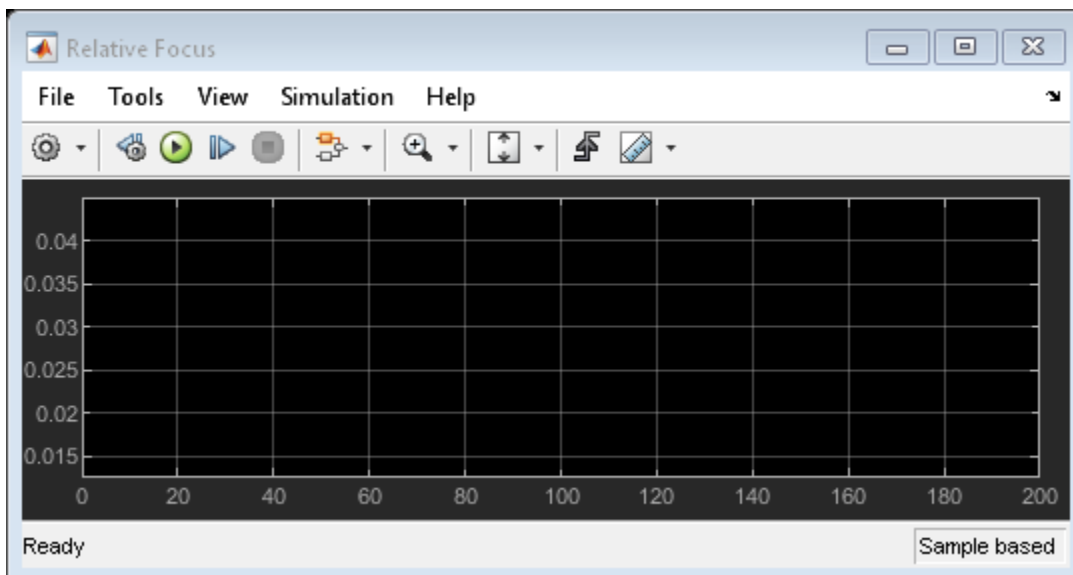 Relative Focus
File Tools View Simulation Help
0.04
0.035
0.03
0.025
0.02
0.015
0 20 40 60 80 100 120 140 160 180 200
Ready Sample based